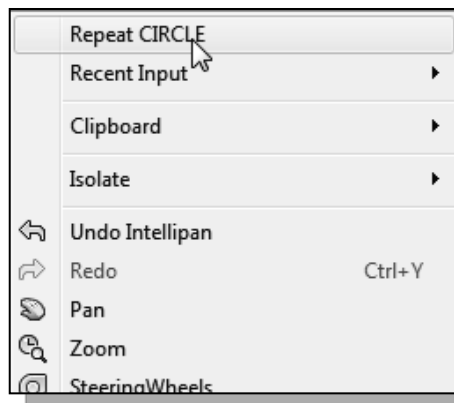 Repeat CIRCLE
Recent Input
Clipboard
Isolate
Undo Intellipan
Redo Ctrl+Y
Pan
Zoom
SteeringWheels